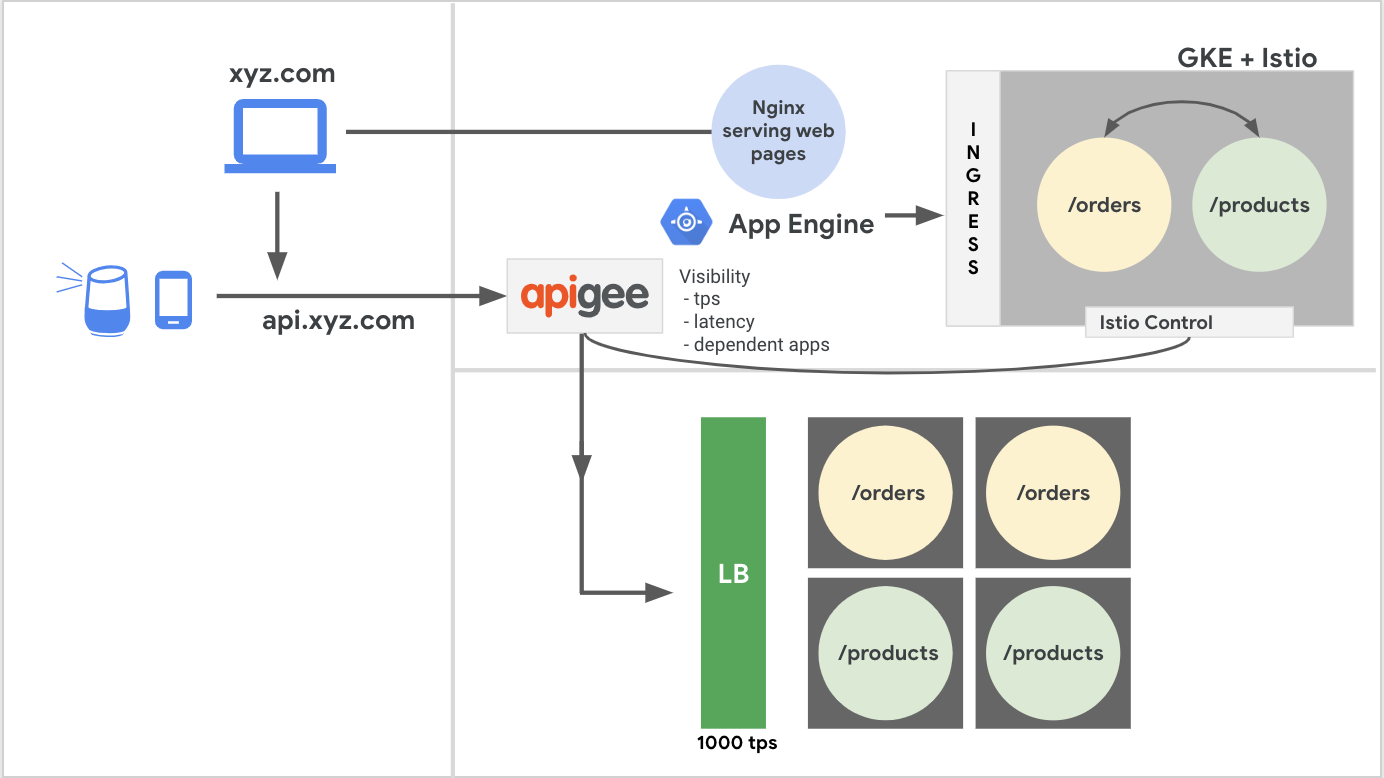 xyz.com
api.xyz.com
Nginx
serving web
pages
App Engine
apigee
Visibility
- tps
- latency
- dependent apps
GKE + Istio
I
N
G
R
E
S
S
/orders
/products
Istio Control
LB
1000 tps
/orders
/orders
/products
/products